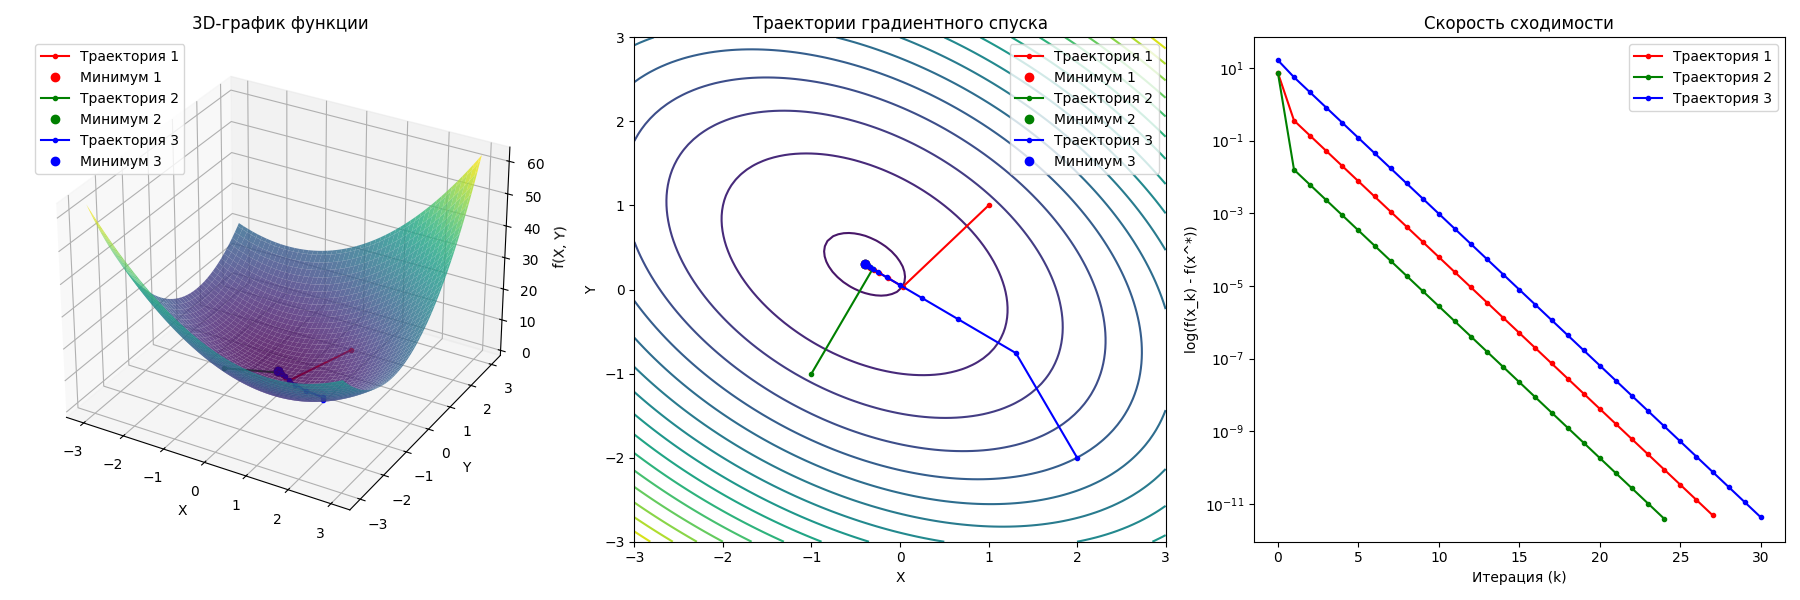 3D-график функции
Траектория 1
Минимум 1
Траектория 2
Минимум 2
Траектория 3
Минимум 3
60
50
40
30
20
10
0
f(X, Y)
−3
−2
−1
0
1
2
3
X
3
2
1
0
−1
−2
−3
Y
Траектории градиентного спуска
Траектория 1
Минимум 1
Траектория 2
Минимум 2
Траектория 3
Минимум 3
3
2
1
0
−1
−2
−3
Y
−3
−2
−1
0
1
2
3
X
Скорость сходимости
Траектория 1
Траектория 2
Траектория 3
10^1
10^−1
10^−3
10^−5
10^−7
10^−9
10^−11
log(f(x_k) - f(x^*))
0
5
10
15
20
25
30
Итерация (k)